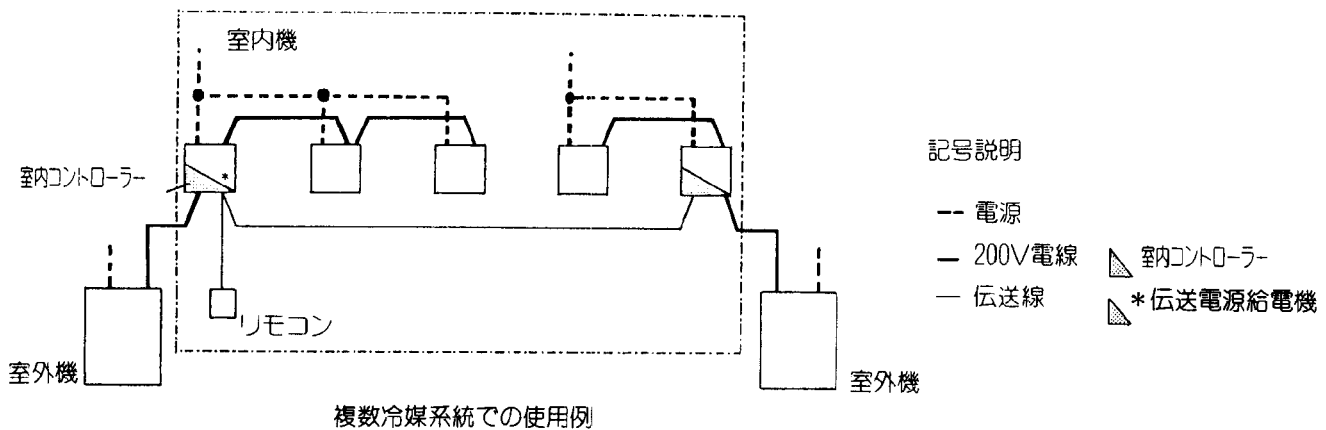 室内機
室内コントローラー
*
リモコン
室外機
室外機
記号説明
電源
200V電線
伝送線
室内コントローラー
*伝送電源給電機
複数冷媒系統での使用例